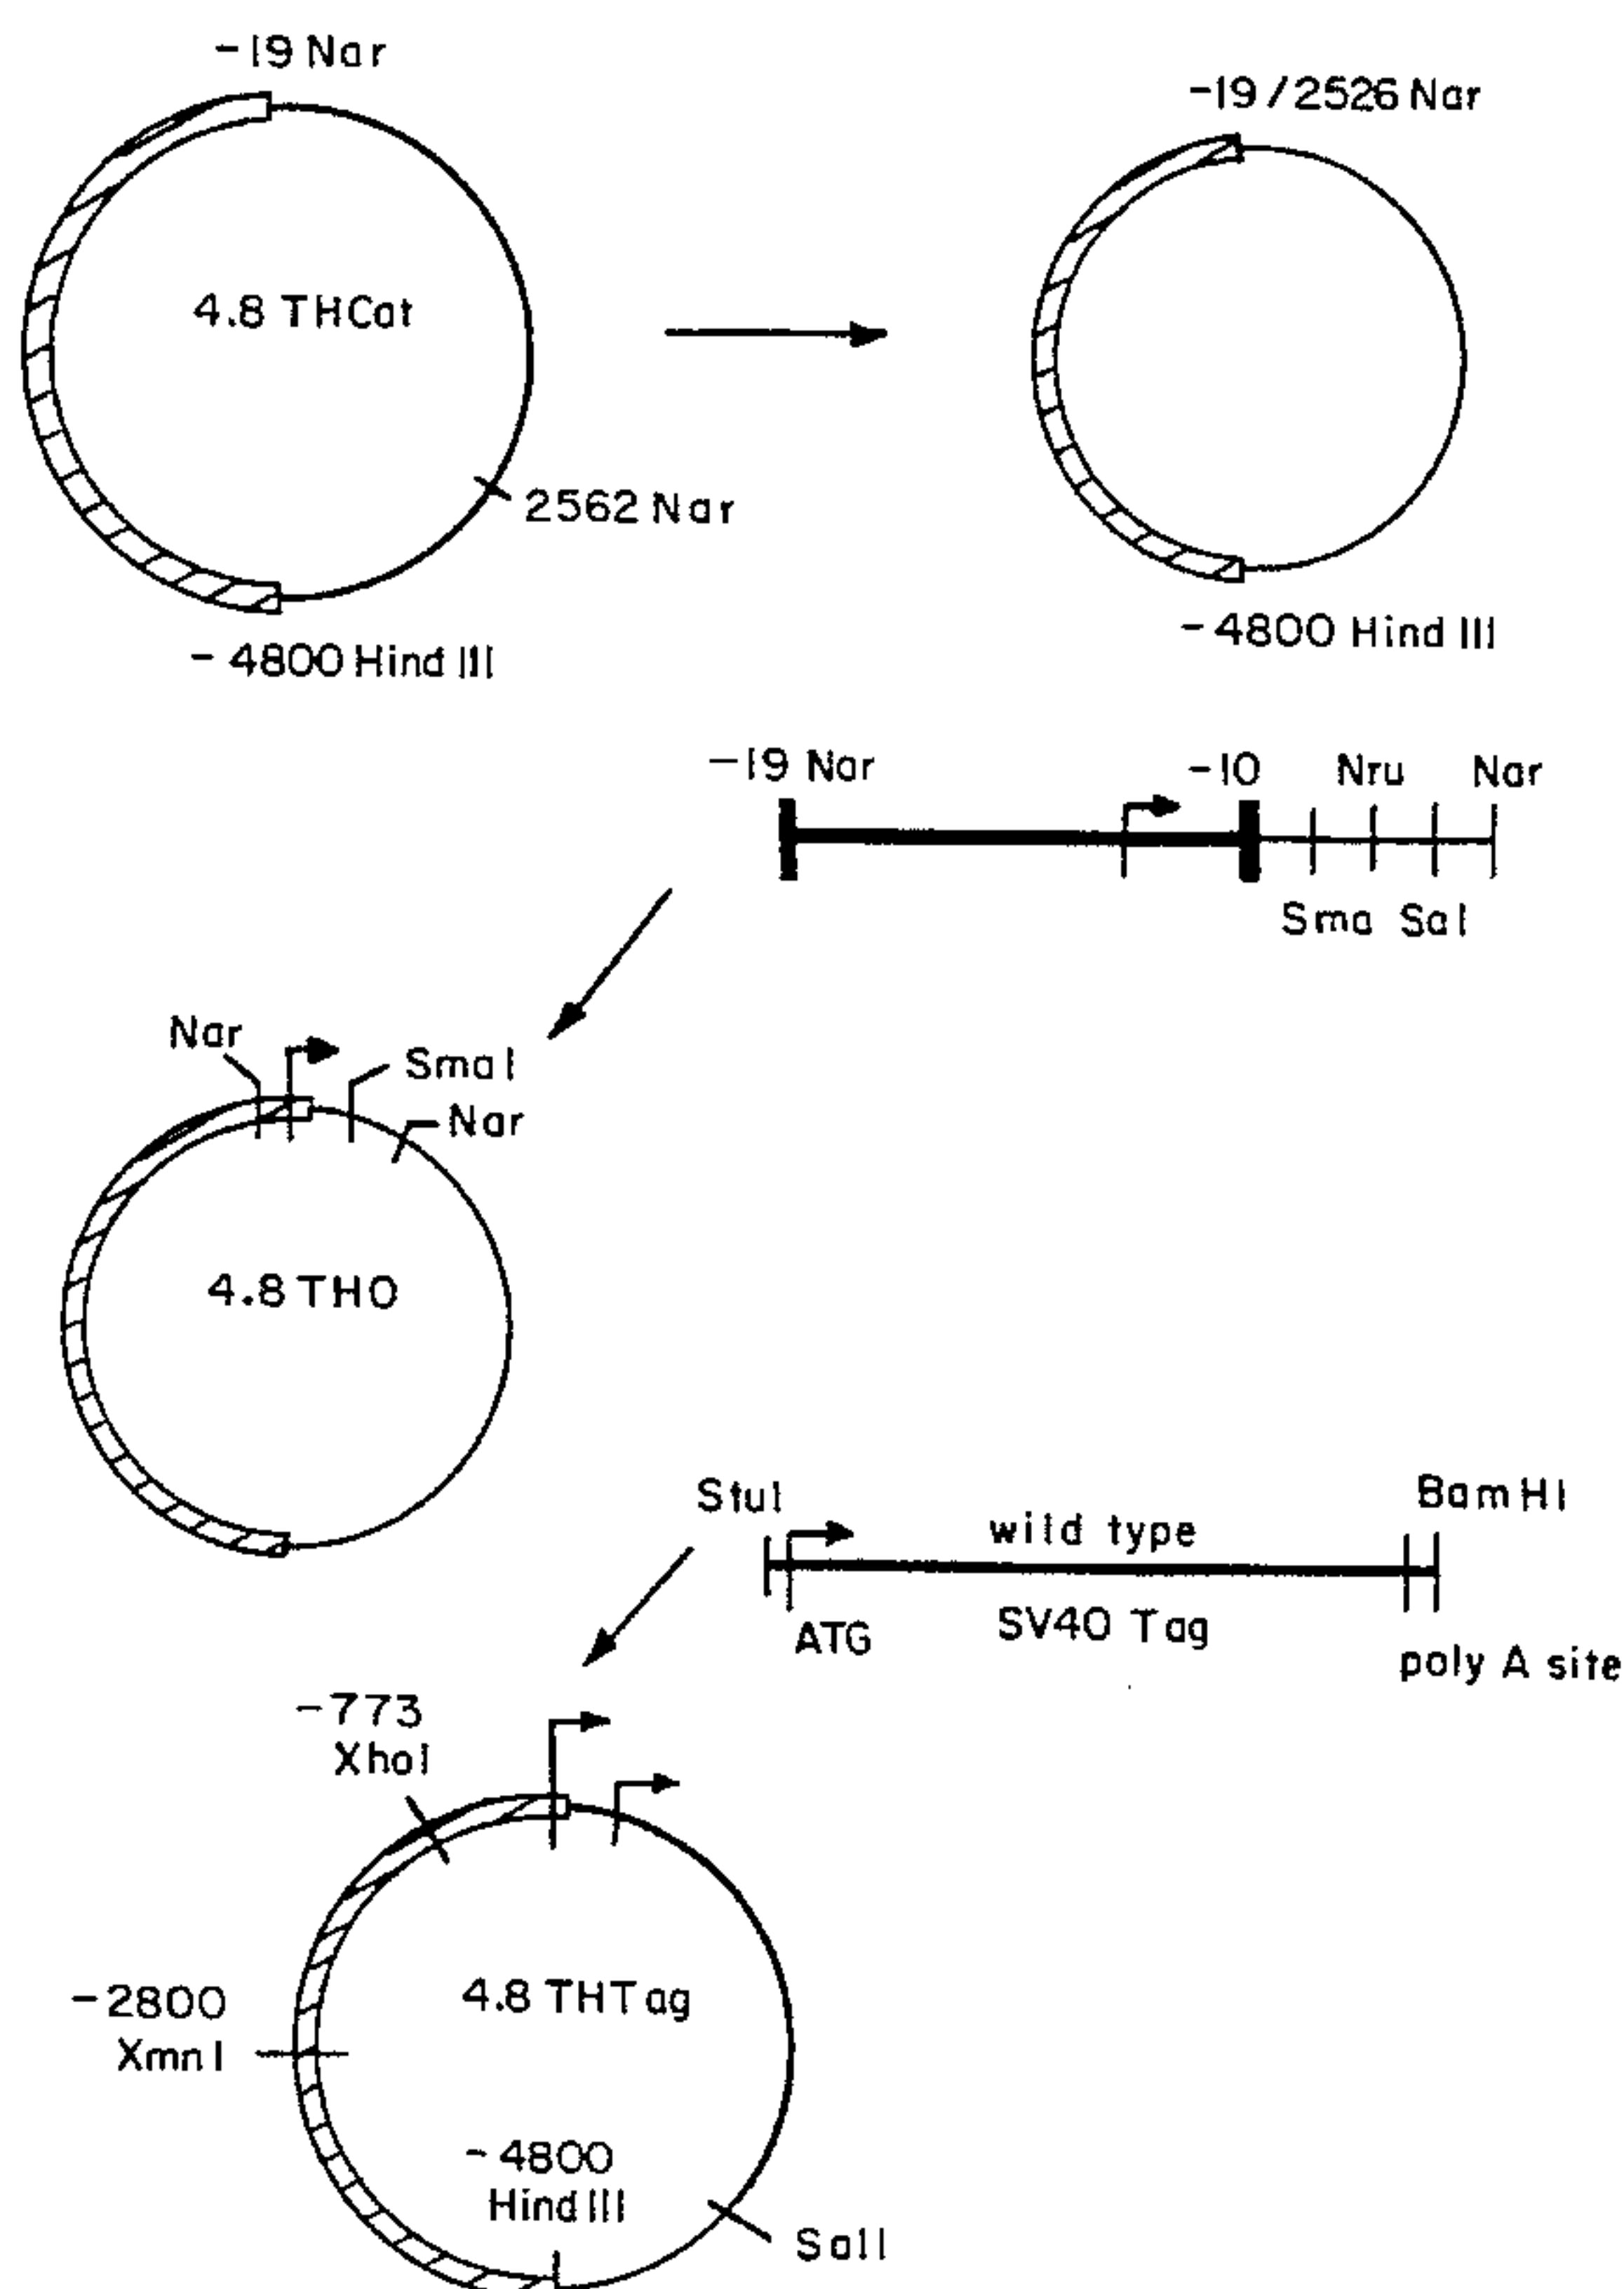 -19 Nar
-19/2526 Nar
4.8 THCat
2562 Nar
-4800 Hind III
-4800 Hind III
-19 Nar
-10
Nru
Nar
Sma
Sal
Nar
SmaI
Nar
4.8 THO
StuI
BamHI
wild type
ATG
SV40 Tag
poly A site
-773
XhoI
4.8 THTag
-2800
XmnI
-4800
Hind III
SalI